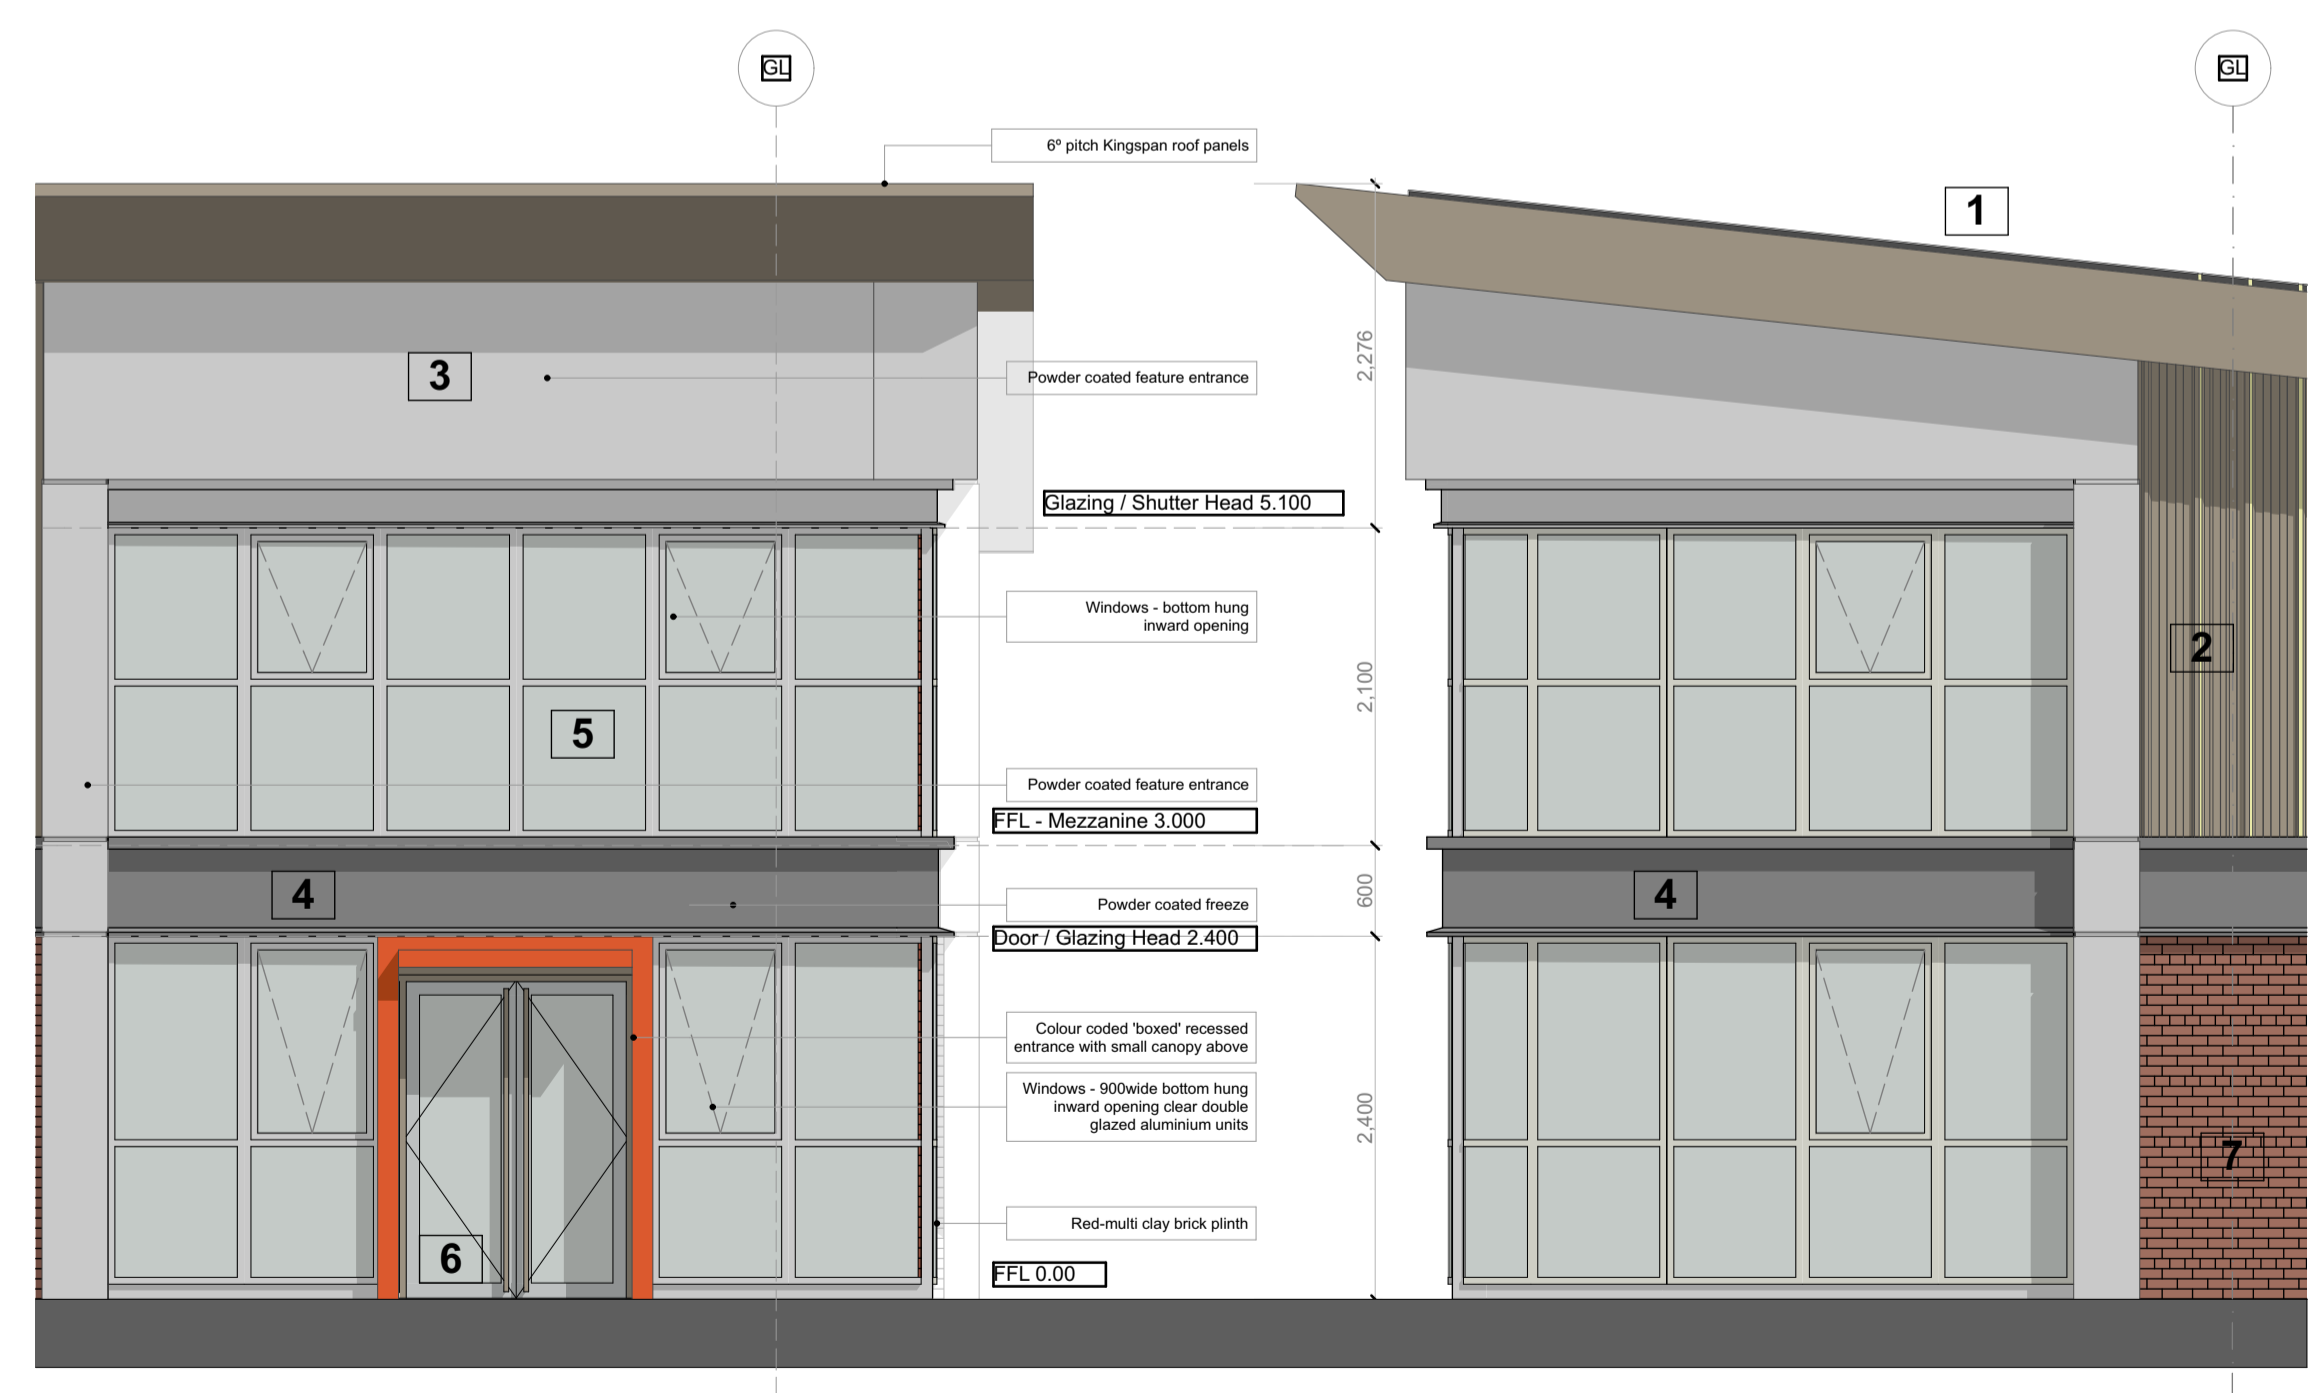 GL
GL
6º pitch Kingspan roof panels
1
2,276
3
Powder coated feature entrance
Glazing / Shutter Head 5.100
Windows - bottom hung
inward opening
2
2,100
5
Powder coated feature entrance
FFL - Mezzanine 3.000
4
Powder coated freeze
600
4
Door / Glazing Head 2.400
Colour coded 'boxed' recessed
entrance with small canopy above
Windows - 900wide bottom hung
inward opening clear double
glazed aluminium units
2,400
7
Red-multi clay brick plinth
6
FFL 0.00